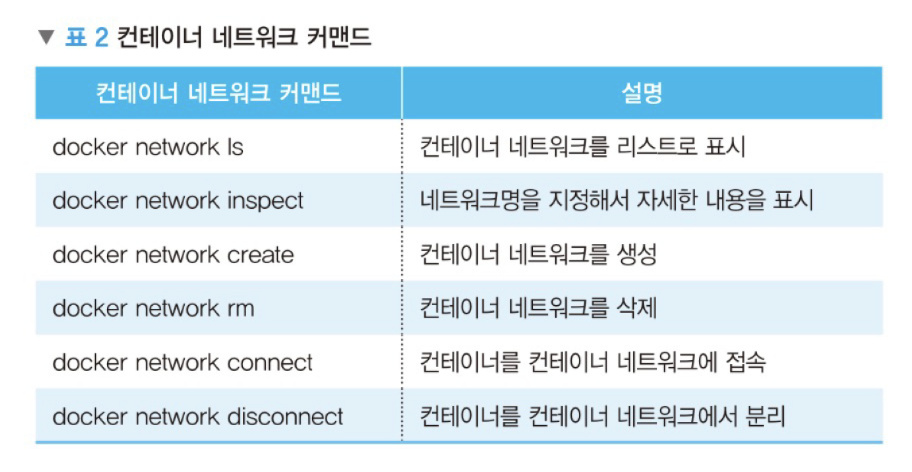 ▼ 표 2 컨테이너 네트워크 커맨드
컨테이너 네트워크 커맨드 설명
docker network ls 컨테이너 네트워크를 리스트로 표시
docker network inspect 네트워크명을 지정해서 자세한 내용을 표시
docker network create 컨테이너 네트워크를 생성
docker network rm 컨테이너 네트워크를 삭제
docker network connect 컨테이너를 컨테이너 네트워크에 접속
docker network disconnect 컨테이너를 컨테이너 네트워크에서 분리